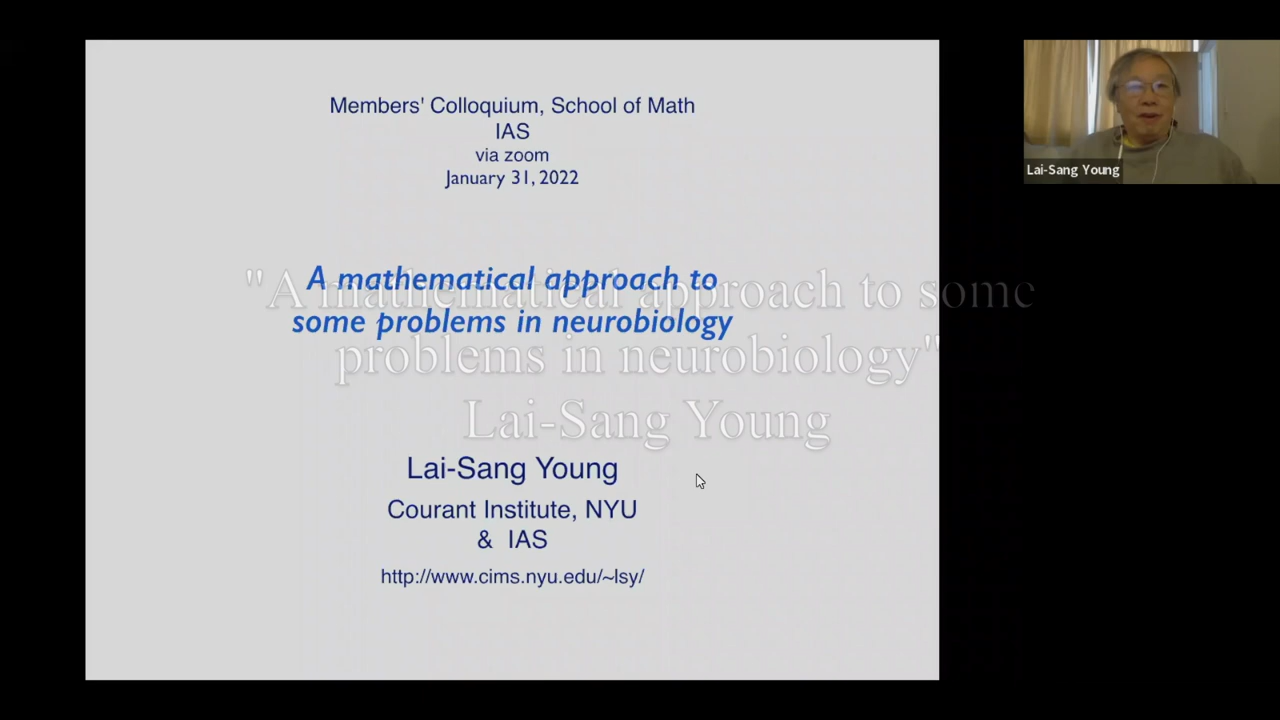 Members' Colloquium, School of Math
IAS
via zoom
January 31, 2022
A mathematical approach to
some problems in neurobiology
"A mathematical approach to some
problems in neurobiology"
Lai-Sang Young
Lai-Sang Young
Courant Institute, NYU
& IAS
http://www.cims.nyu.edu/~lsy/
Lai-Sang Young